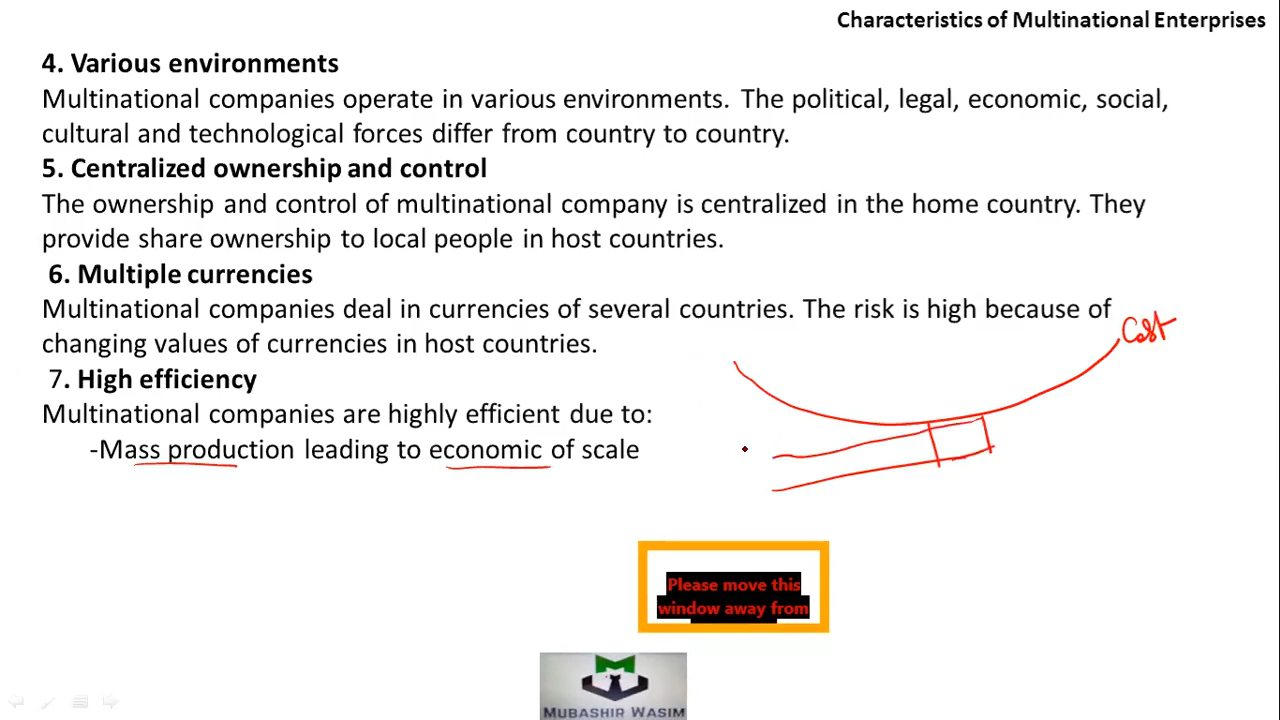 Characteristics of Multinational Enterprises
4. Various environments
Multinational companies operate in various environments. The political, legal, economic, social,
cultural and technological forces differ from country to country.
5. Centralized ownership and control
The ownership and control of multinational company is centralized in the home country. They
provide share ownership to local people in host countries.
6. Multiple currencies
Multinational companies deal in currencies of several countries. The risk is high because of
changing values of currencies in host countries.
Cost
7. High efficiency
Multinational companies are highly efficient due to:
-Mass production leading to economic of scale
Please move this
window away from
MUBASHIR WASIM